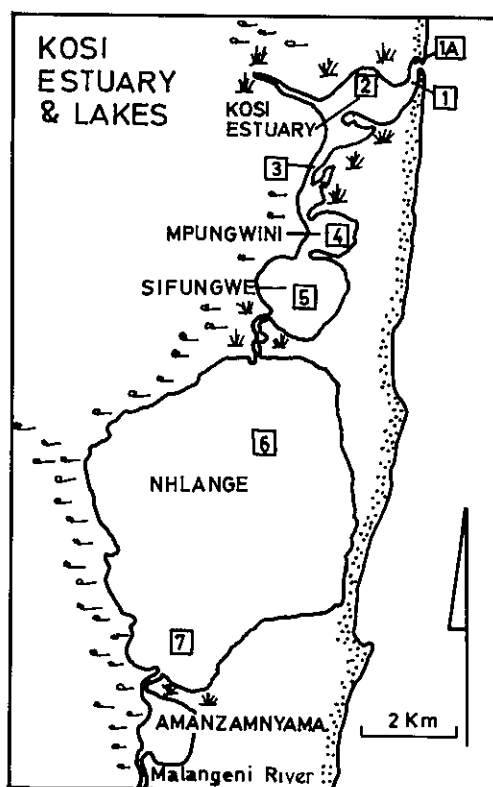 KOSI
ESTUARY
& LAKES
1A
1
KOSI
ESTUARY
2
3
MPUNGWINI
4
SIFUNGWE
5
6
NHLANGE
7
AMANZAMNYAMA
2 Km
Malangeni River